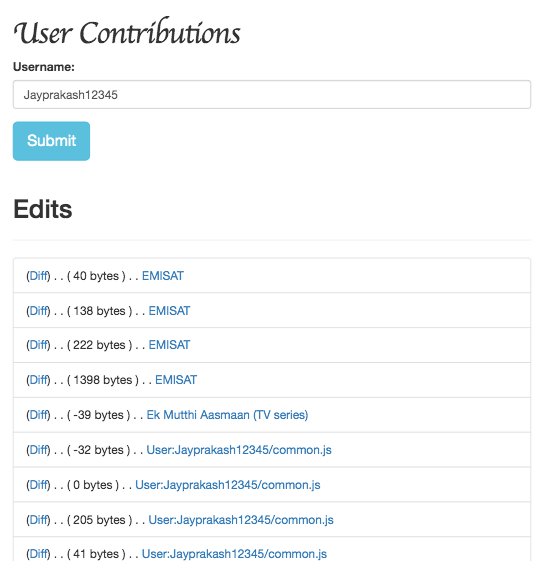 User Contributions
Username:
Jayprakash12345
Submit
Edits
(Diff) . . ( 40 bytes ) . . EMISAT
(Diff) . . ( 138 bytes ) . . EMISAT
(Diff) . . ( 222 bytes ) . . EMISAT
(Diff) . . ( 1398 bytes ) . . EMISAT
(Diff) . . ( -39 bytes ) . . Ek Mutthi Aasmaan (TV series)
(Diff) . . ( -32 bytes ) . . User:Jayprakash12345/common.js
(Diff) . . ( 0 bytes ) . . User:Jayprakash12345/common.js
(Diff) . . ( 205 bytes ) . . User:Jayprakash12345/common.js
(Diff) . . ( 41 bytes ) . . User:Jayprakash12345/common.js